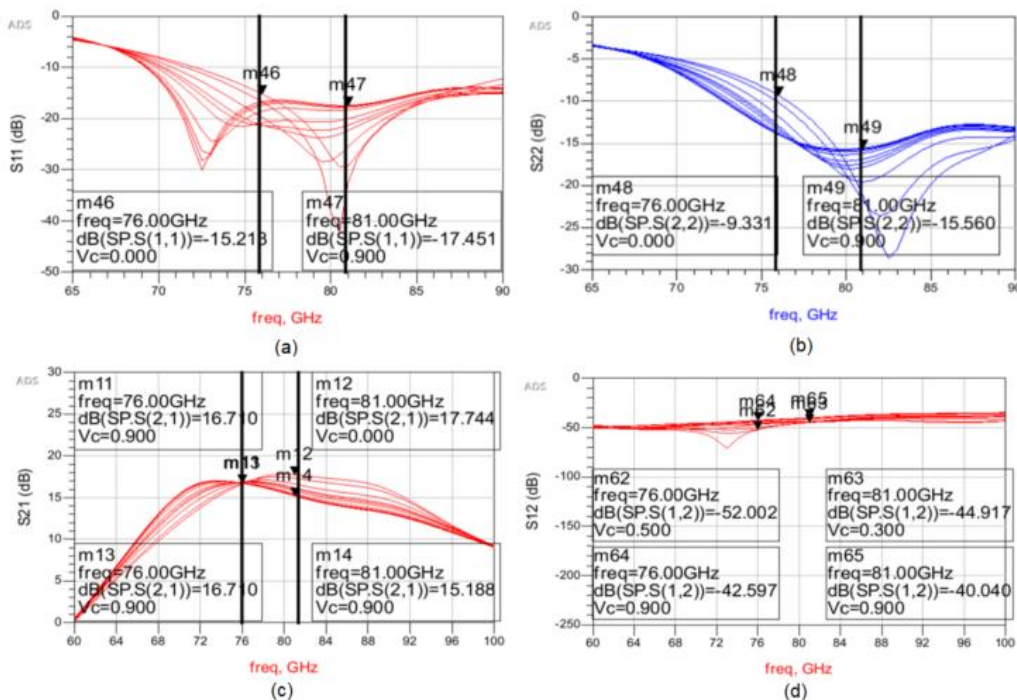 ADS
0
-10
-20
-30
-40
-50
S11 (dB)
m46
m47
m46
freq=76.00GHz
dB(SP.S(1,1))=-15.213
Vc=0.000
m47
freq=81.00GHz
dB(SP.S(1,1))=-17.451
Vc=0.900
65 70 75 80 85 90
freq, GHz
(a)
ADS
0
-5
-10
-15
-20
-25
-30
S22 (dB)
m48
m49
m48
freq=76.00GHz
dB(SP.S(2,2))=-9.331
Vc=0.000
m49
freq=81.00GHz
dB(SP.S(2,2))=-15.560
Vc=0.900
65 70 75 80 85 90
freq, GHz
(b)
ADS
30
25
20
15
10
5
0
S21 (dB)
m11
freq=76.00GHz
dB(SP.S(2,1))=16.710
Vc=0.900
m12
freq=81.00GHz
dB(SP.S(2,1))=17.744
Vc=0.000
m12
m14
m13
freq=76.00GHz
dB(SP.S(2,1))=16.710
Vc=0.900
m14
freq=81.00GHz
dB(SP.S(2,1))=15.188
Vc=0.900
60 64 68 72 76 80 84 88 92 96 100
freq, GHz
(c)
ADS
0
-50
-100
-150
-200
-250
S12 (dB)
m64
m62
m65
m63
m62
freq=76.00GHz
dB(SP.S(1,2))=-52.002
Vc=0.500
m63
freq=81.00GHz
dB(SP.S(1,2))=-44.917
Vc=0.300
m64
freq=76.00GHz
dB(SP.S(1,2))=-42.597
Vc=0.900
m65
freq=81.00GHz
dB(SP.S(1,2))=-40.040
Vc=0.900
60 64 68 72 76 80 84 88 92 96 100
freq, GHz
(d)